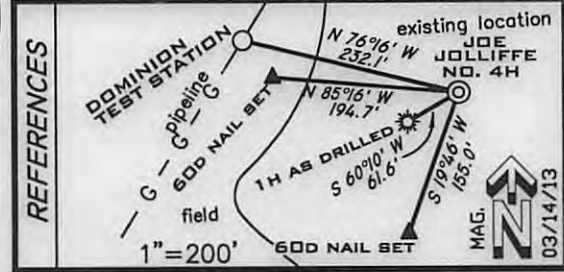 REFERENCES
DOMINION
TEST STATION
Pipeline
G
G
G
60D NAIL SET
field
1"=200'
N 76°16' W
232.1'
N 85°16' W
194.7'
1H AS DRILLED
S 60°10' W
61.6'
S 19°46' W
155.0'
60D NAIL SET
existing location
JOE
JOLLIFFE
NO. 4H
MAG.
N
03/14/13